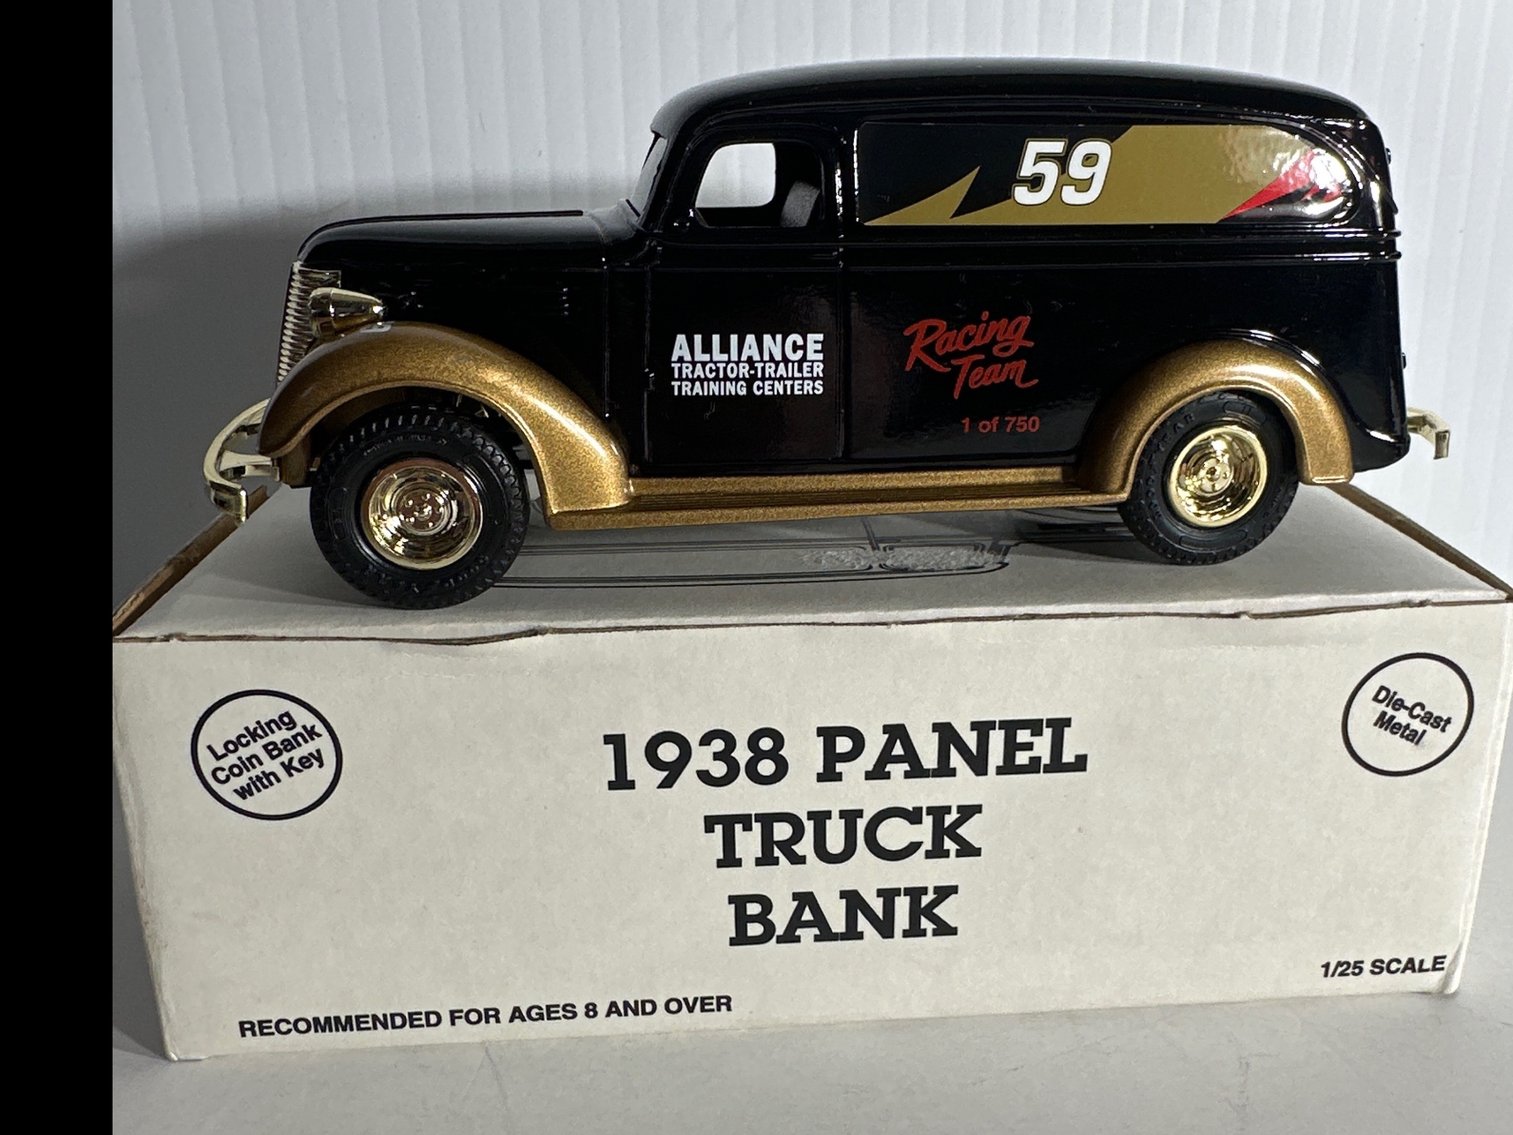 59
ALLIANCE
TRACTOR-TRAILER
TRAINING CENTERS
Racing
Team
1 of 750
Locking
Coin Bank
with Key
Die-Cast
Metal
1938 PANEL
TRUCK
BANK
1/25 SCALE
RECOMMENDED FOR AGES 8 AND OVER